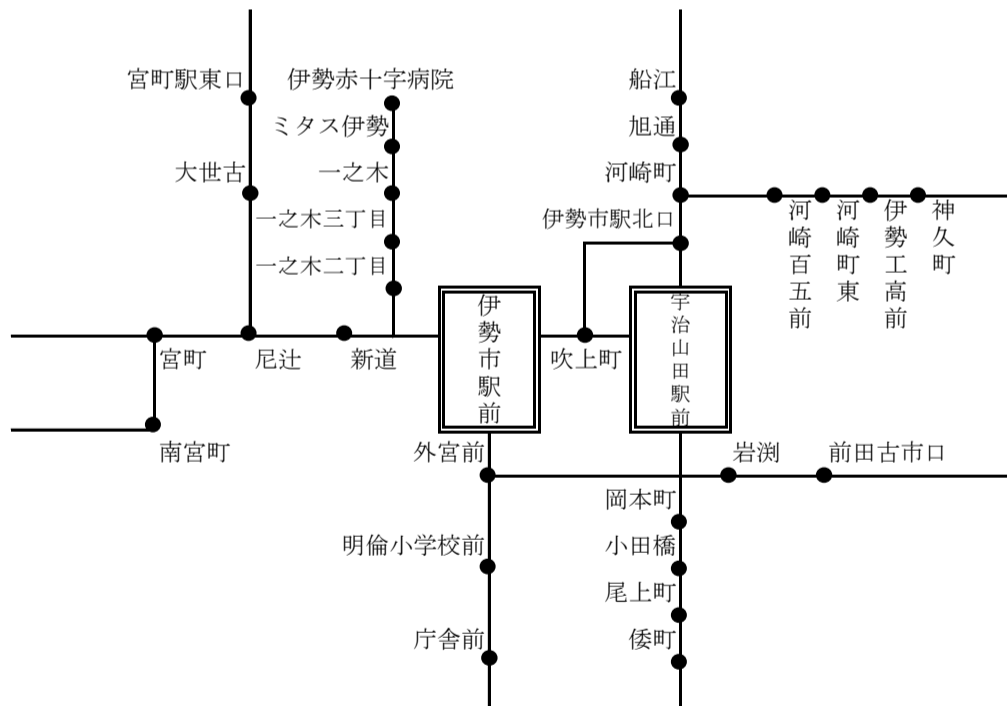 宮町駅東口
伊勢赤十字病院
船江
ミタス伊勢
旭通
大世古
一之木
河崎町
一之木三丁目
伊勢市駅北口
河崎百五前
河崎町東
伊勢工高前
神久町
一之木二丁目
伊勢市駅前
宇治山田駅前
宮町
尼辻
新道
吹上町
南宮町
外宮前
岩渕
前田古市口
岡本町
明倫小学校前
小田橋
尾上町
庁舎前
倭町